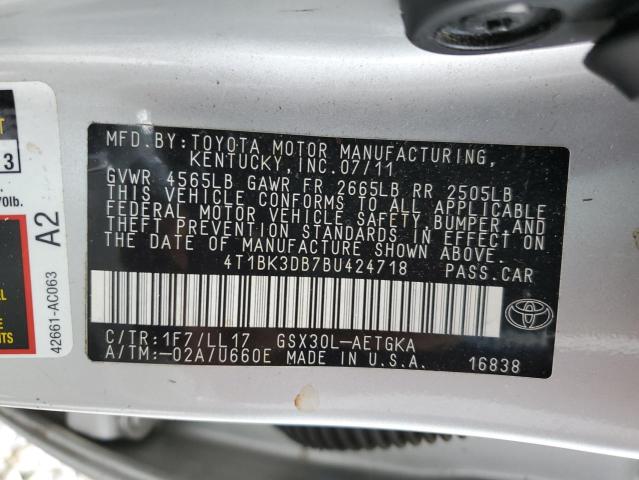 MFD. BY: TOYOTA MOTOR MANUFACTURING,
KENTUCKY, INC. 07/11
GVWR 4565LB GAWR FR 2665LB RR 2505LB
THIS VEHICLE CONFORMS TO ALL APPLICABLE
FEDERAL MOTOR VEHICLE SAFETY, BUMPER, AND
THEFT PREVENTION STANDARDS IN EFFECT ON
THE DATE OF MANUFACTURE SHOWN ABOVE.
4T1BK3DB7BU424718 PASS. CAR
C/TR: 1F7/LL17 GSX30L-AETGKA
A/TM: -02A/U660E MADE IN U.S.A. 16838
TOYOTA
3
70lb.
A2
42661-AC063